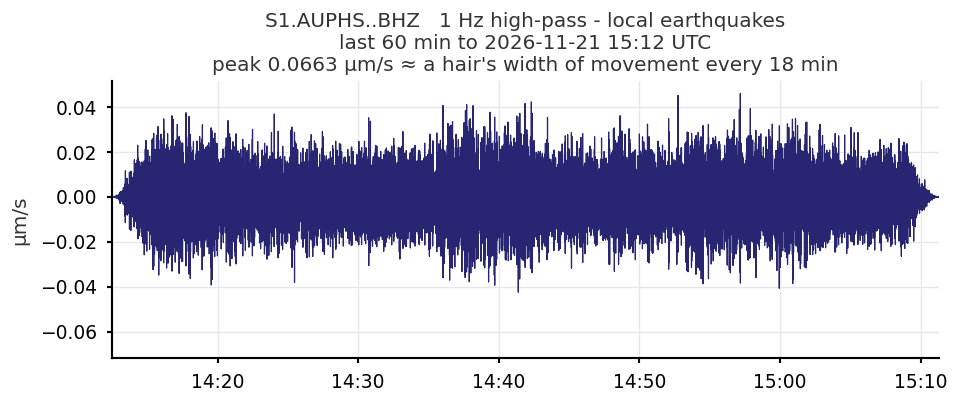 S1.AUPHS..BHZ   1 Hz high-pass - local earthquakes
last 60 min to 2026-11-21 15:12 UTC
peak 0.0663 µm/s ≈ a hair's width of movement every 18 min
0.04
0.02
0.00
−0.02
−0.04
−0.06
µm/s
14:20 14:30 14:40 14:50 15:00 15:10